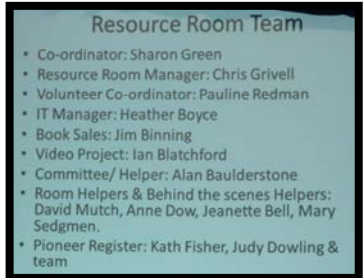 Resource Room Team
• Co-ordinator: Sharon Green
• Resource Room Manager: Chris Grivell
• Volunteer Co-ordinator: Pauline Redman
• IT Manager: Heather Boyce
• Book Sales: Jim Binning
• Video Project: Ian Blatchford
• Committee/ Helper: Alan Baulderstone
• Room Helpers & Behind the scenes Helpers:
David Mutch, Anne Dow, Jeanette Bell, Mary
Sedgmen.
• Pioneer Register: Kath Fisher, Judy Dowling &
team